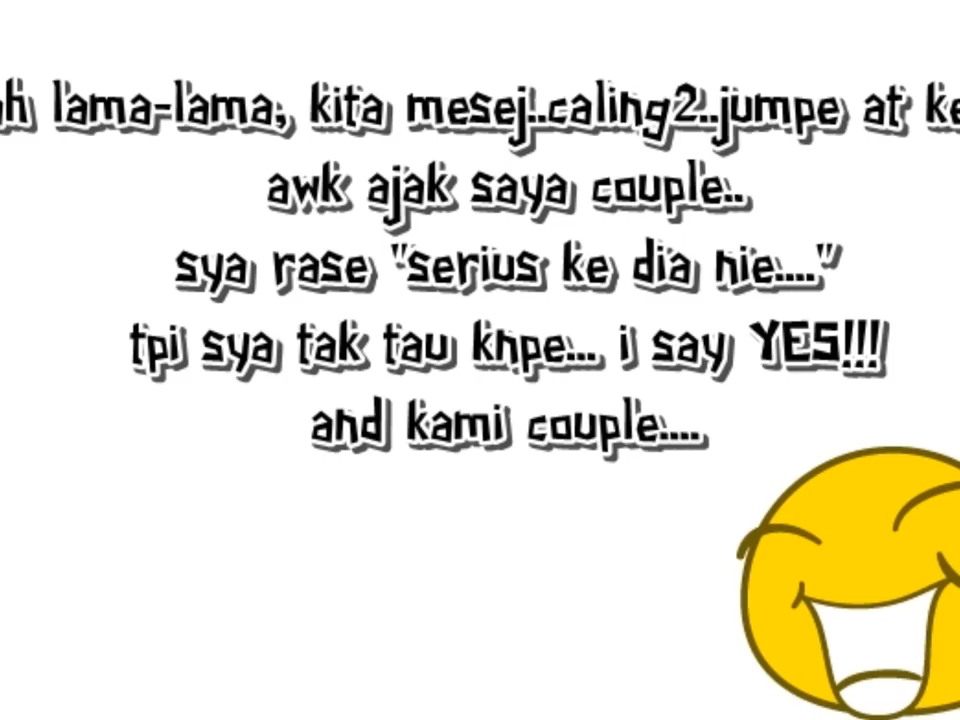 lama-lama, kita mesej..caling2..jumpe at
awk ajak saya couple..
sya rase "serius ke dia nie...."
tpi sya tak tau knpe... i say YES!!!
and kami couple....